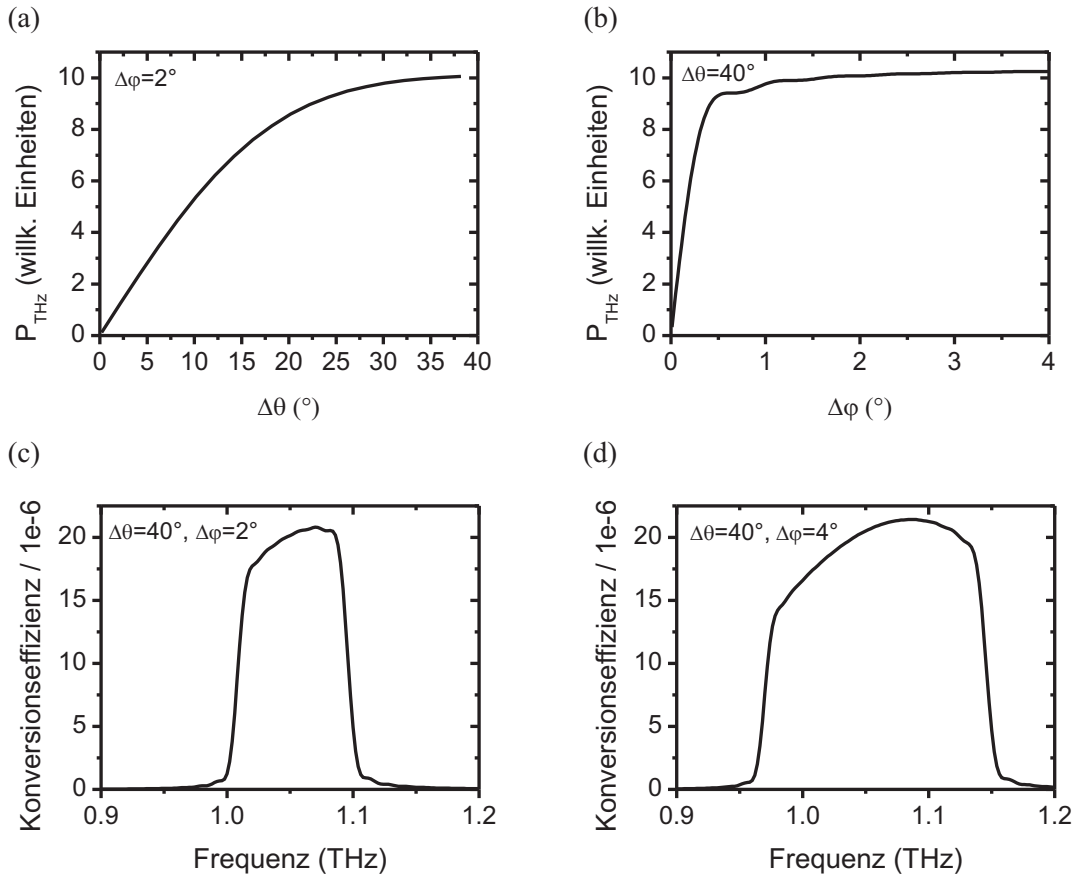 (a)
Δφ=2°
P_THz (willk. Einheiten)
10
8
6
4
2
0
0 5 10 15 20 25 30 35 40
Δθ (°)
(b)
Δθ=40°
P_THz (willk. Einheiten)
10
8
6
4
2
0
0 1 2 3 4
Δφ (°)
(c)
Δθ=40°, Δφ=2°
Konversionseffizienz / 1e-6
20
15
10
5
0
0.9 1.0 1.1 1.2
Frequenz (THz)
(d)
Δθ=40°, Δφ=4°
Konversionseffizienz / 1e-6
20
15
10
5
0
0.9 1.0 1.1 1.2
Frequenz (THz)